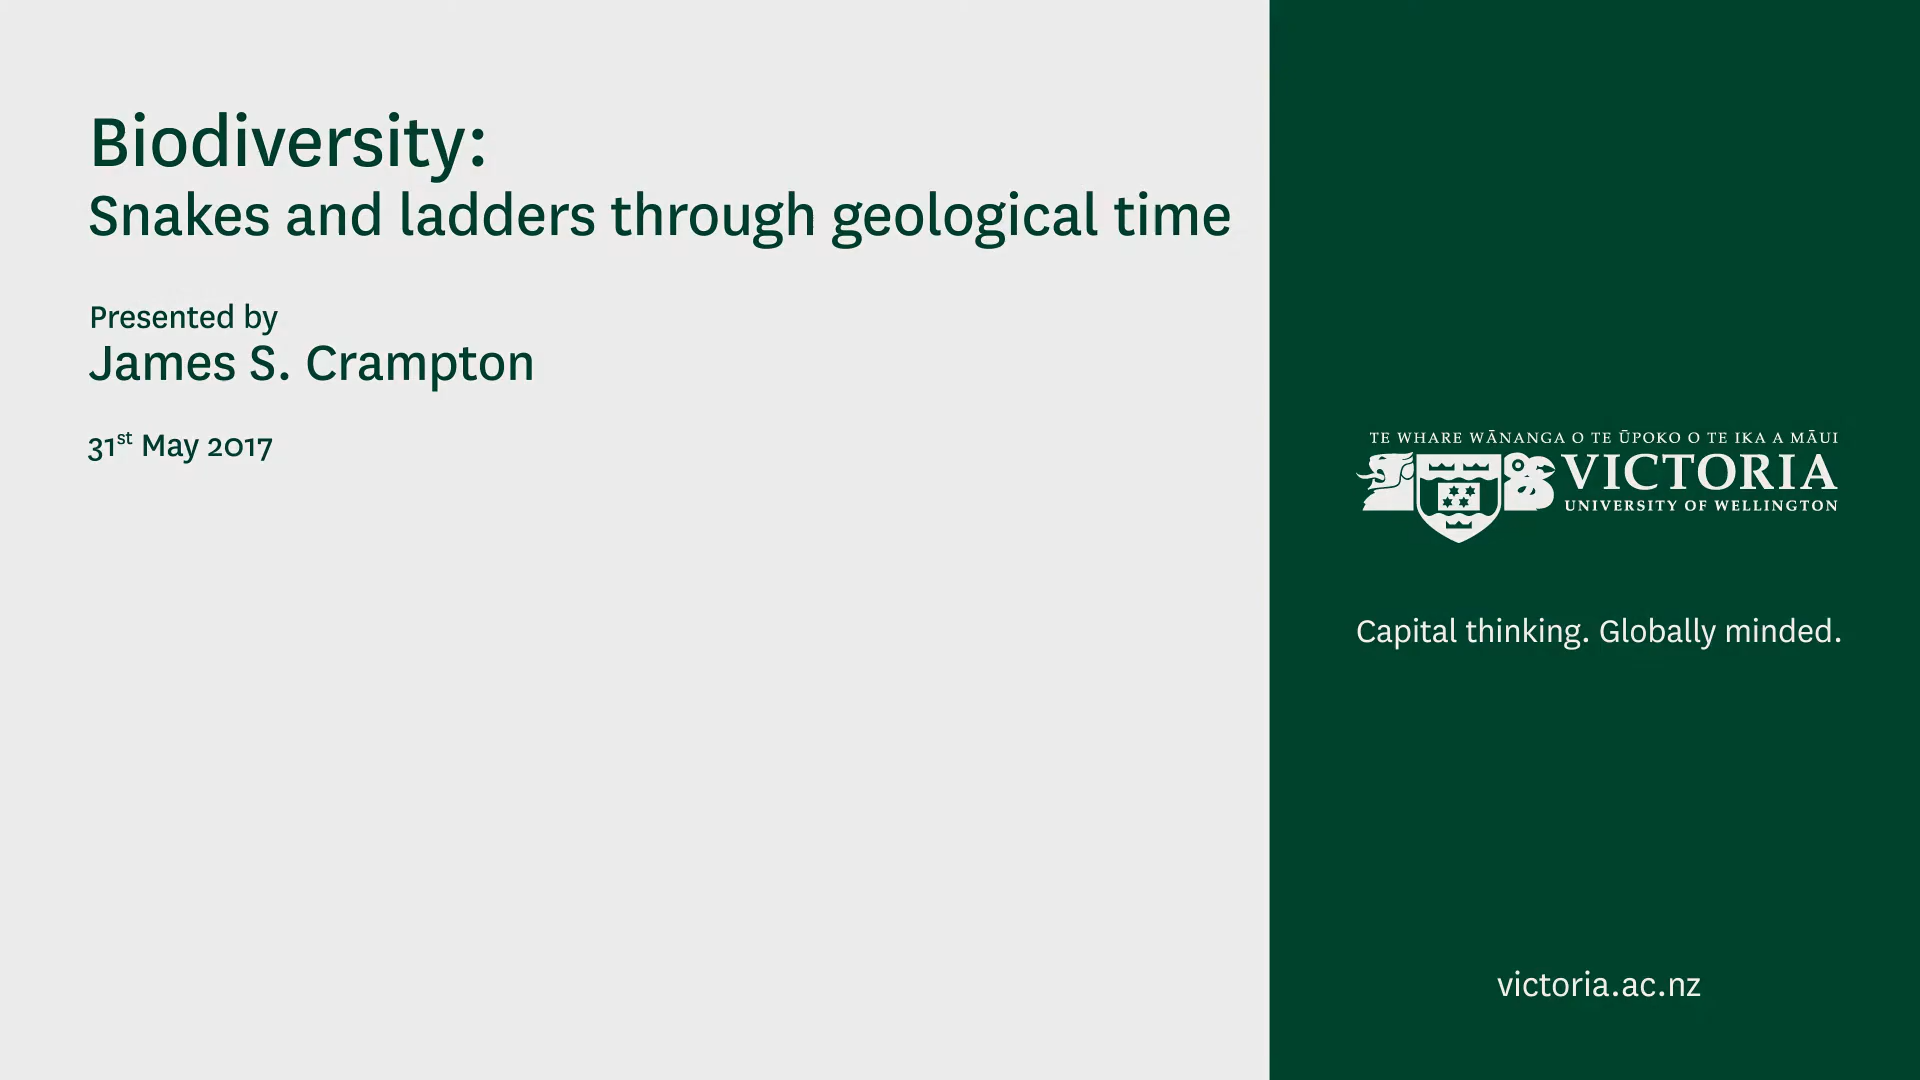 Biodiversity:
Snakes and ladders through geological time
Presented by
James S. Crampton
31st May 2017
TE WHARE WĀNANGA O TE ŪPOKO O TE IKA A MĀUI
VICTORIA
UNIVERSITY OF WELLINGTON
Capital thinking. Globally minded.
victoria.ac.nz